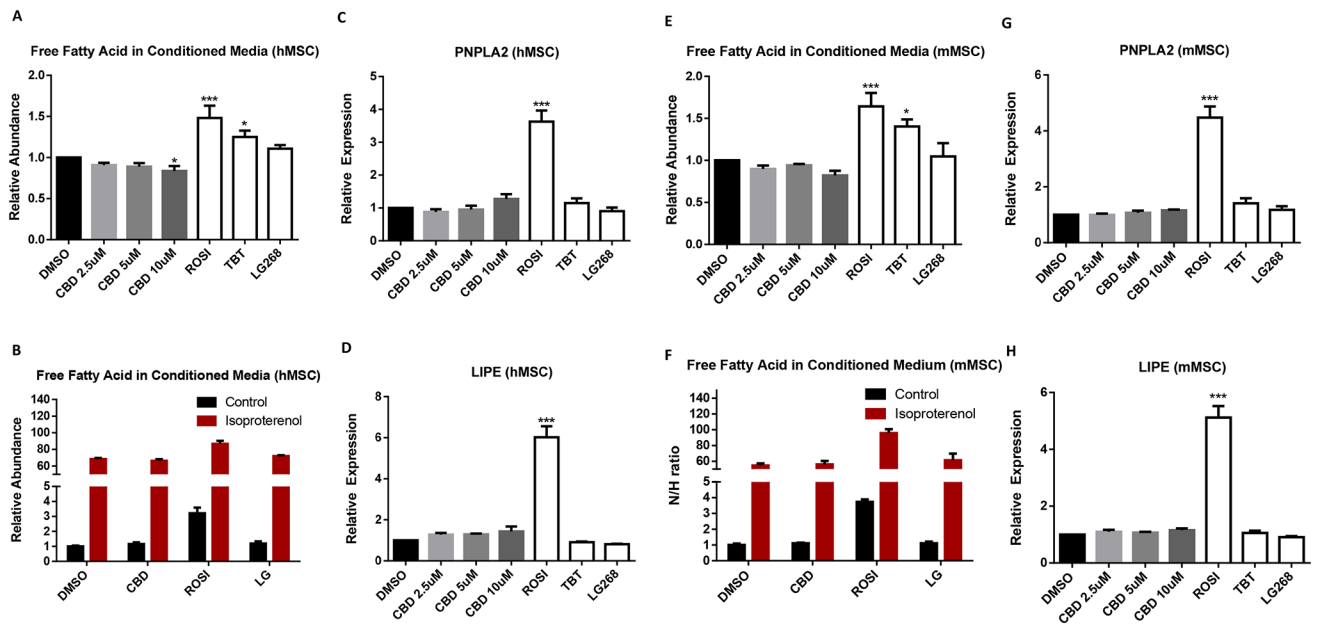 A
Free Fatty Acid in Conditioned Media (hMSC)
Relative Abundance
2.0
1.5
1.0
0.5
0.0
***
*
*
DMSO
CBD 2.5uM
CBD 5uM
CBD 10uM
ROSI
TBT
LG268
C
PNPLA2 (hMSC)
Relative Expression
5
4
3
2
1
0
***
DMSO
CBD 2.5uM
CBD 5uM
CBD 10uM
ROSI
TBT
LG268
E
Free Fatty Acid in Conditioned Media (mMSC)
Relative Abundance
2.0
1.5
1.0
0.5
0.0
***
*
DMSO
CBD 2.5uM
CBD 5uM
CBD 10uM
ROSI
TBT
LG268
G
PNPLA2 (mMSC)
Relative Expression
6
4
2
0
***
DMSO
CBD 2.5uM
CBD 5uM
CBD 10uM
ROSI
TBT
LG268
B
Free Fatty Acid in Conditioned Media (hMSC)
Relative Abundance
140
120
100
80
60
5
4
3
2
1
0
Control
Isoproterenol
DMSO
CBD
ROSI
LG
D
LIPE (hMSC)
Relative Expression
8
6
4
2
0
***
DMSO
CBD 2.5uM
CBD 5uM
CBD 10uM
ROSI
TBT
LG268
F
Free Fatty Acid in Conditioned Medium (mMSC)
N/H ratio
140
120
100
80
60
5
4
3
2
1
0
Control
Isoproterenol
DMSO
CBD
ROSI
LG
H
LIPE (mMSC)
Relative Expression
6
4
2
0
***
DMSO
CBD 2.5uM
CBD 5uM
CBD 10uM
ROSI
TBT
LG268